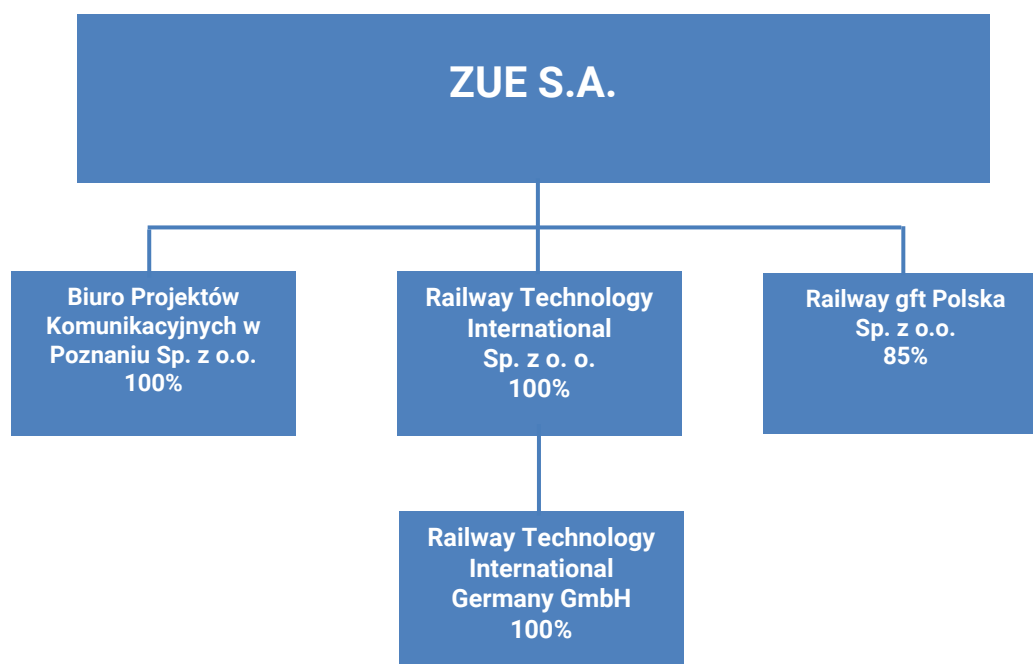 ZUE S.A.
Biuro Projektów
Komunikacyjnych w
Poznaniu Sp. z o.o.
100%
Railway Technology
International
Sp. z o. o.
100%
Railway gft Polska
Sp. z o.o.
85%
Railway Technology
International
Germany GmbH
100%